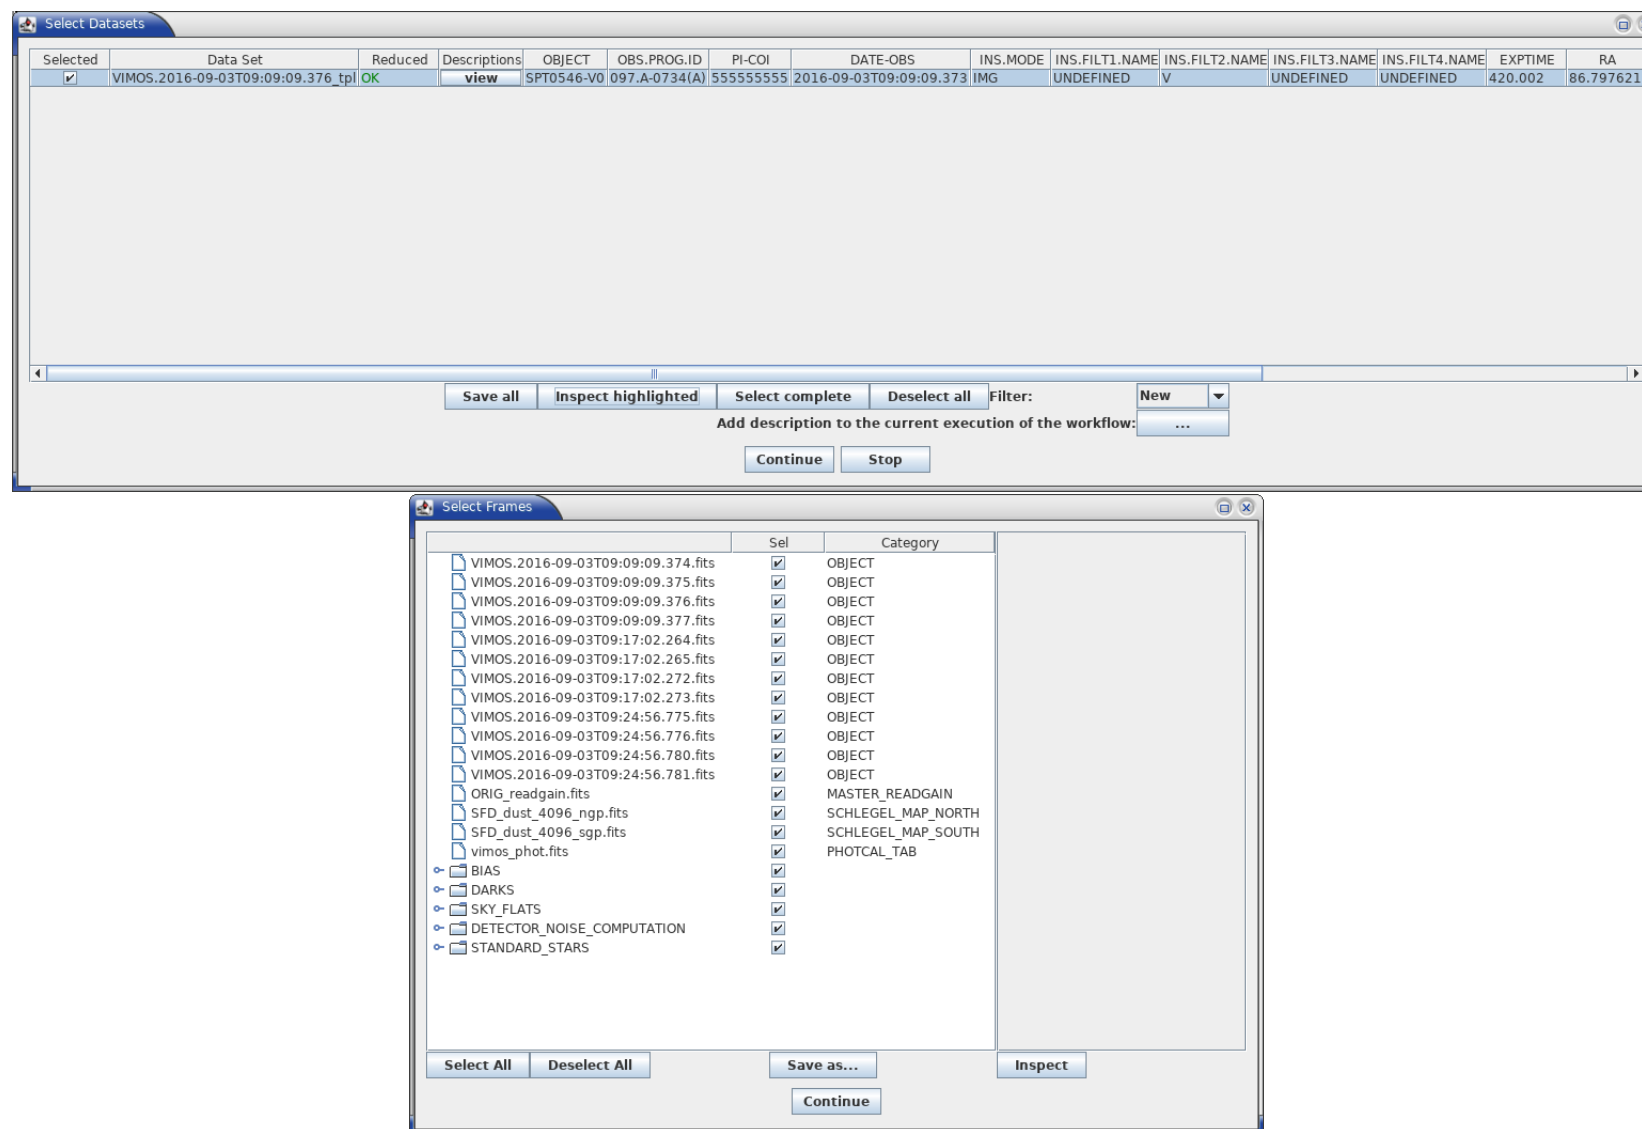 Select Datasets
Selected Data Set Reduced Descriptions OBJECT OBS.PROG.ID PI-COI DATE-OBS INS.MODE INS.FILT1.NAME INS.FILT2.NAME INS.FILT3.NAME INS.FILT4.NAME EXPTIME RA
VIMOS.2016-09-03T09:09:09.376_tpl OK view SPT0546-V0 097.A-0734(A) 555555555 2016-09-03T09:09:09.373 IMG UNDEFINED V UNDEFINED UNDEFINED 420.002 86.797621
Save all Inspect highlighted Select complete Deselect all Filter: New
Add description to the current execution of the workflow: ...
Continue Stop
Select Frames
Sel Category
VIMOS.2016-09-03T09:09:09.374.fits OBJECT
VIMOS.2016-09-03T09:09:09.375.fits OBJECT
VIMOS.2016-09-03T09:09:09.376.fits OBJECT
VIMOS.2016-09-03T09:09:09.377.fits OBJECT
VIMOS.2016-09-03T09:17:02.264.fits OBJECT
VIMOS.2016-09-03T09:17:02.265.fits OBJECT
VIMOS.2016-09-03T09:17:02.272.fits OBJECT
VIMOS.2016-09-03T09:17:02.273.fits OBJECT
VIMOS.2016-09-03T09:24:56.775.fits OBJECT
VIMOS.2016-09-03T09:24:56.776.fits OBJECT
VIMOS.2016-09-03T09:24:56.780.fits OBJECT
VIMOS.2016-09-03T09:24:56.781.fits OBJECT
ORIG_readgain.fits MASTER_READGAIN
SFD_dust_4096_ngp.fits SCHLEGEL_MAP_NORTH
SFD_dust_4096_sgp.fits SCHLEGEL_MAP_SOUTH
vimos_phot.fits PHOTCAL_TAB
BIAS
DARKS
SKY_FLATS
DETECTOR_NOISE_COMPUTATION
STANDARD_STARS
Select All Deselect All Save as... Inspect
Continue